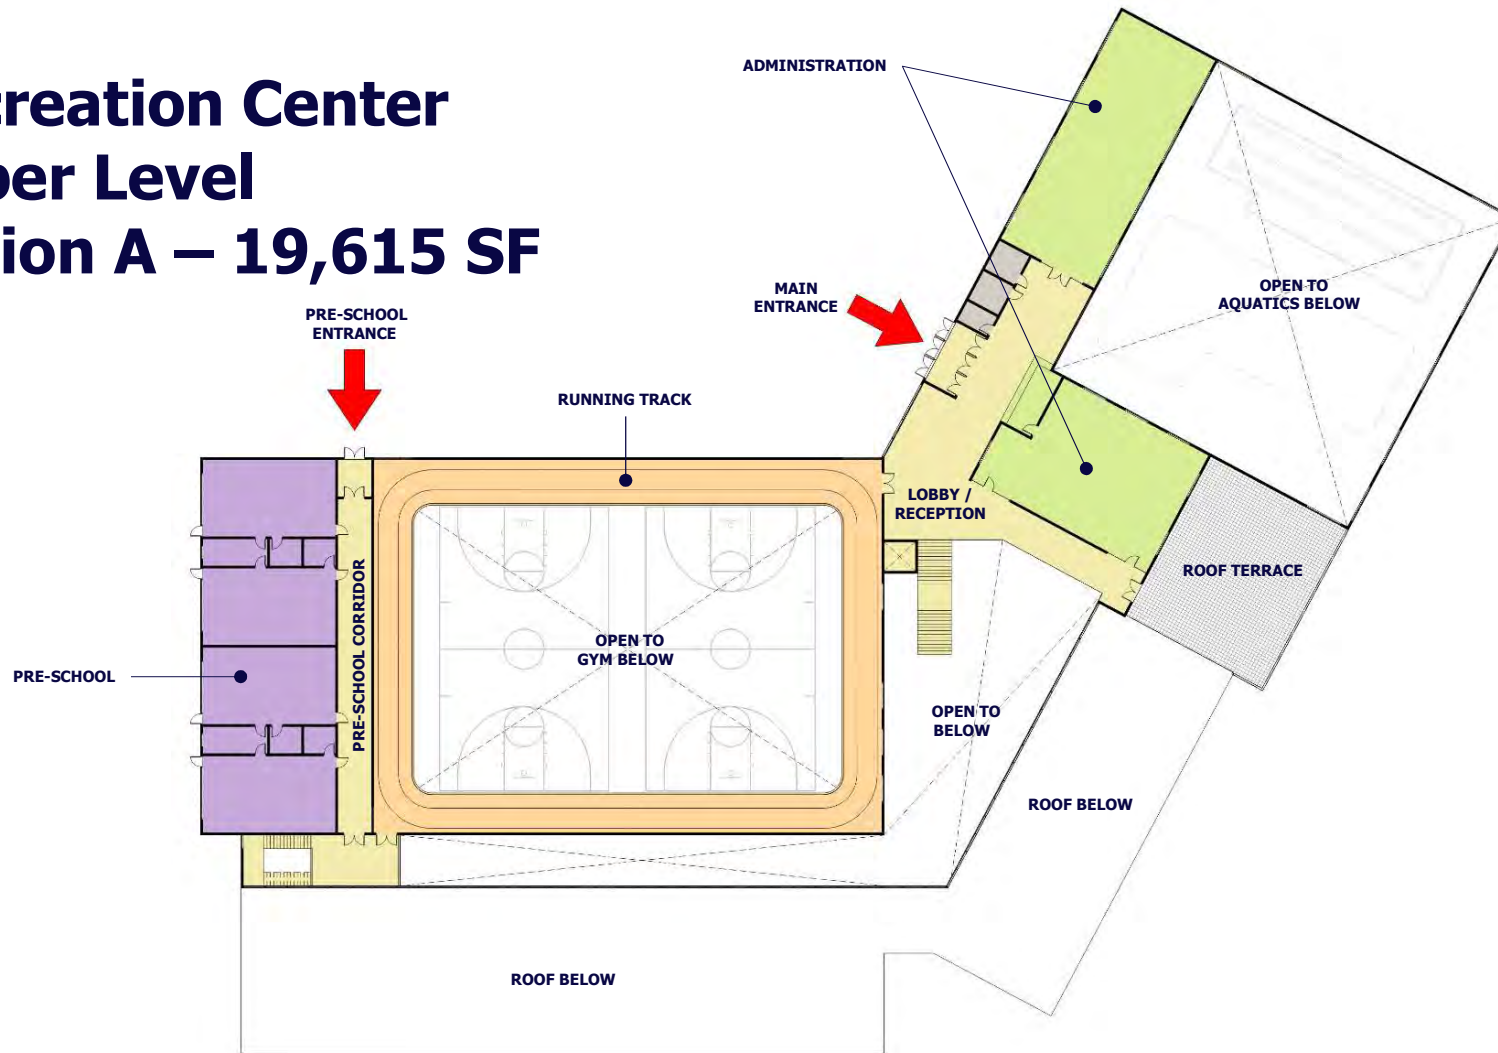 creation Center
per Level
tion A – 19,615 SF
ADMINISTRATION
MAIN
ENTRANCE
OPEN TO
AQUATICS BELOW
PRE-SCHOOL
ENTRANCE
RUNNING TRACK
LOBBY /
RECEPTION
ROOF TERRACE
PRE-SCHOOL CORRIDOR
OPEN TO
GYM BELOW
PRE-SCHOOL
OPEN TO
BELOW
ROOF BELOW
ROOF BELOW